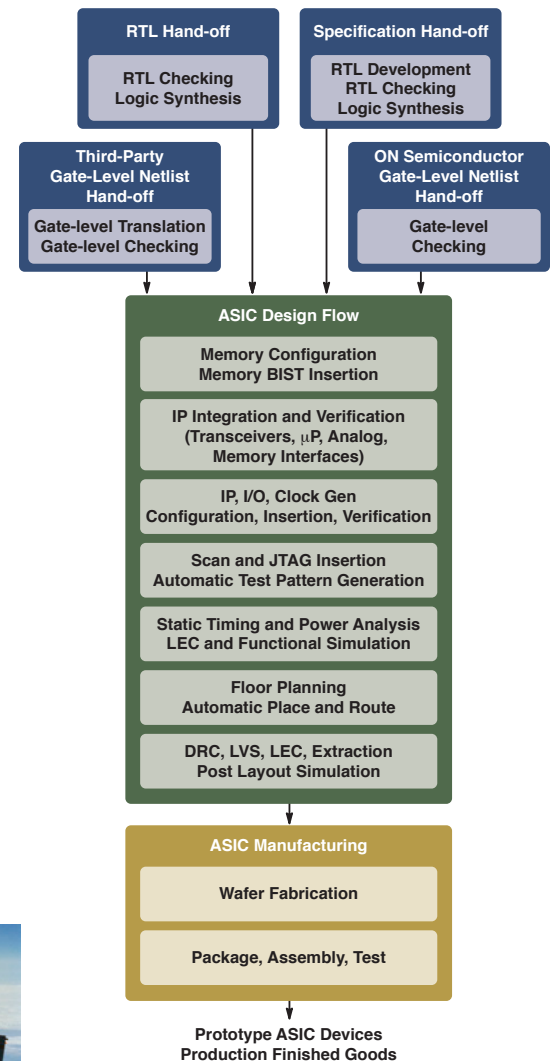 RTL Hand-off
RTL Checking
Logic Synthesis
Specification Hand-off
RTL Development
RTL Checking
Logic Synthesis
Third-Party
Gate-Level Netlist
Hand-off
Gate-level Translation
Gate-level Checking
ON Semiconductor
Gate-Level Netlist
Hand-off
Gate-level
Checking
ASIC Design Flow
Memory Configuration
Memory BIST Insertion
IP Integration and Verification
(Transceivers, μP, Analog,
Memory Interfaces)
IP, I/O, Clock Gen
Configuration, Insertion, Verification
Scan and JTAG Insertion
Automatic Test Pattern Generation
Static Timing and Power Analysis
LEC and Functional Simulation
Floor Planning
Automatic Place and Route
DRC, LVS, LEC, Extraction
Post Layout Simulation
ASIC Manufacturing
Wafer Fabrication
Package, Assembly, Test
Prototype ASIC Devices
Production Finished Goods